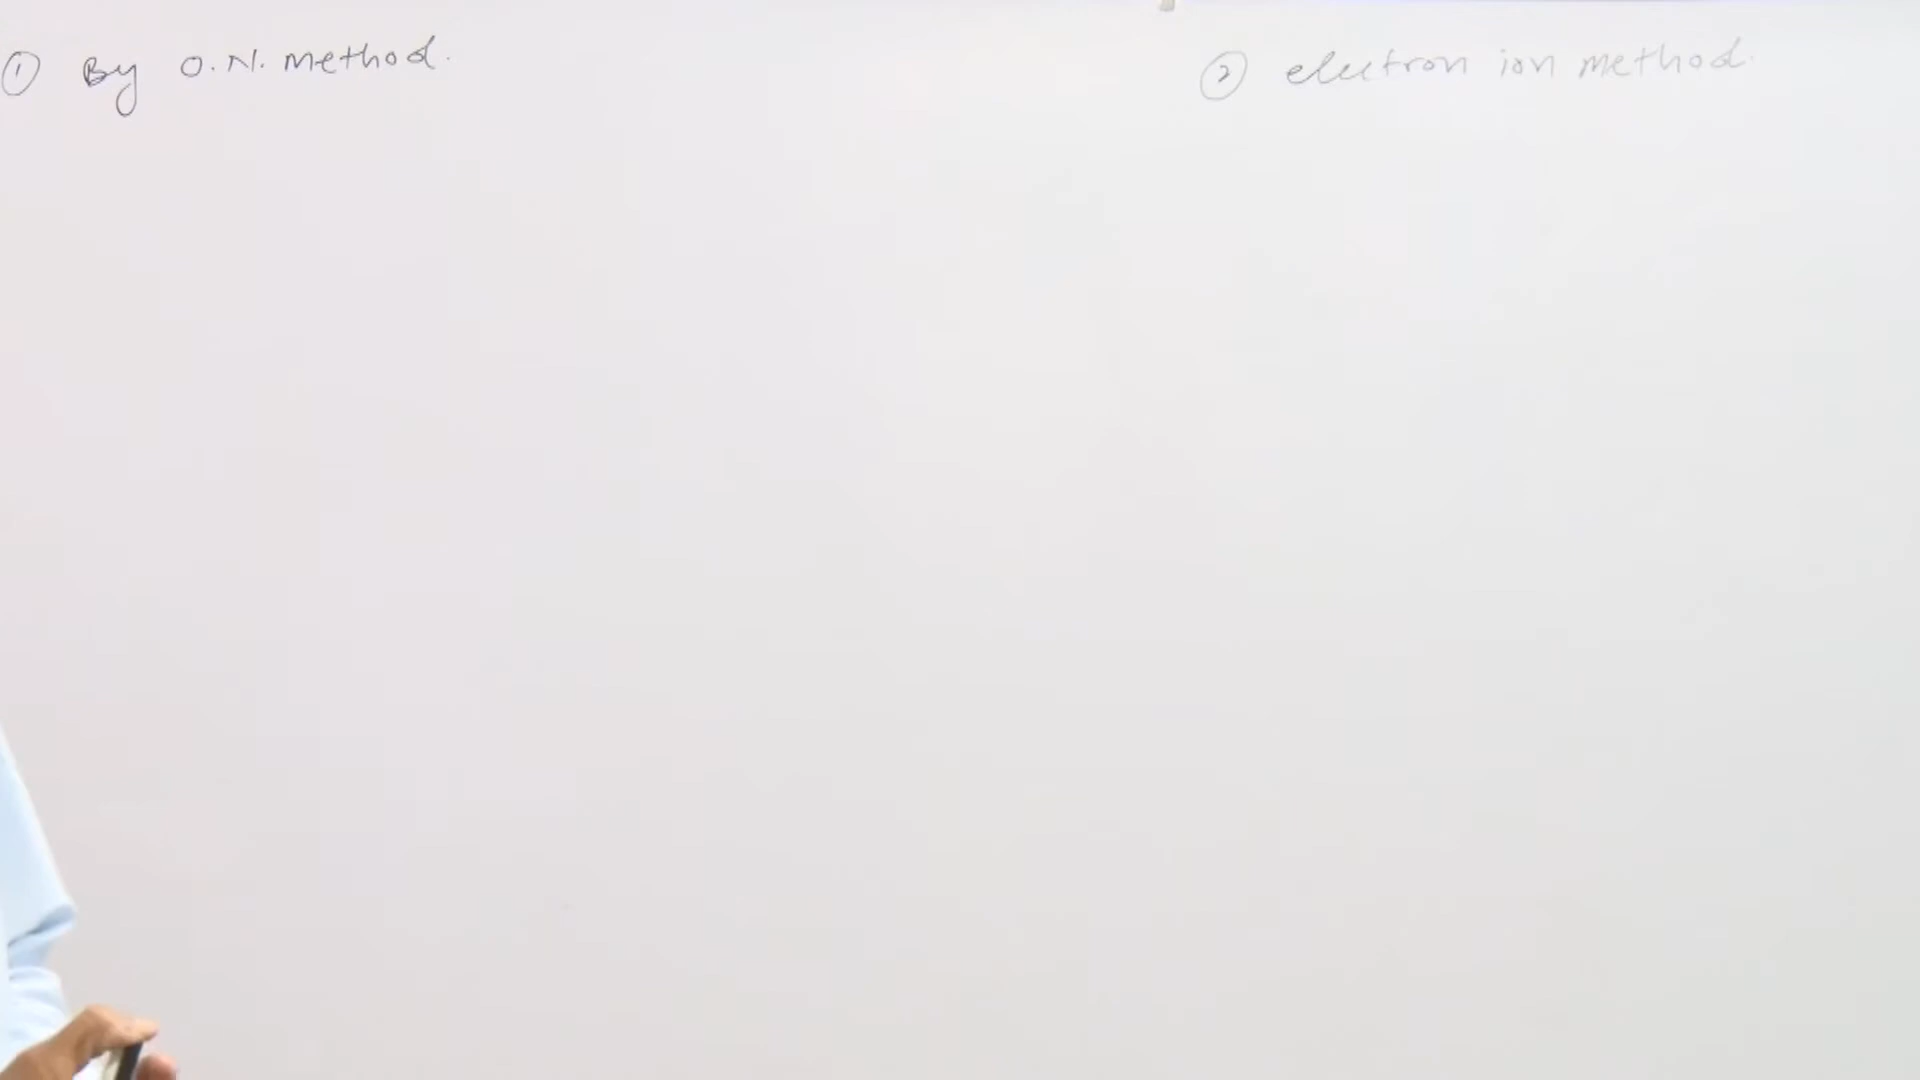 ① By O.N. method.
② electron ion method.